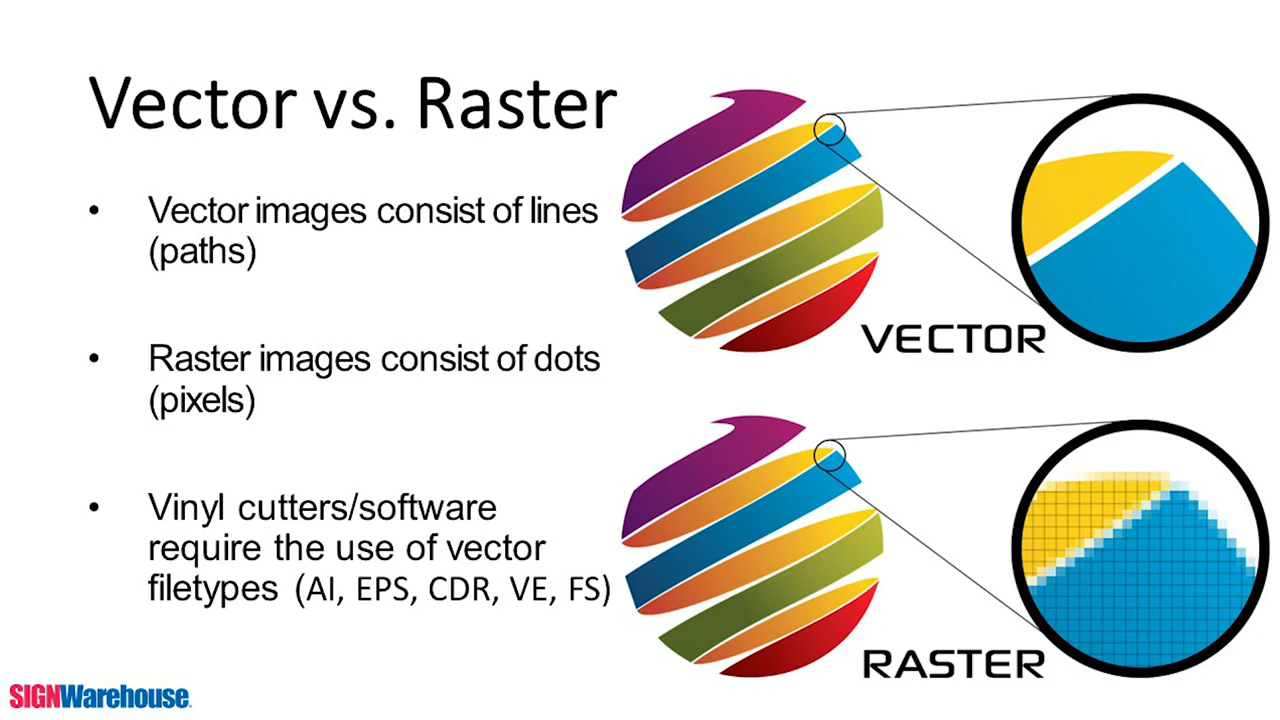 Vector vs. Raster
• Vector images consist of lines
(paths)
• Raster images consist of dots
(pixels)
• Vinyl cutters/software
require the use of vector
filetypes (AI, EPS, CDR, VE, FS)
VECTOR
RASTER
SIGNWarehouse